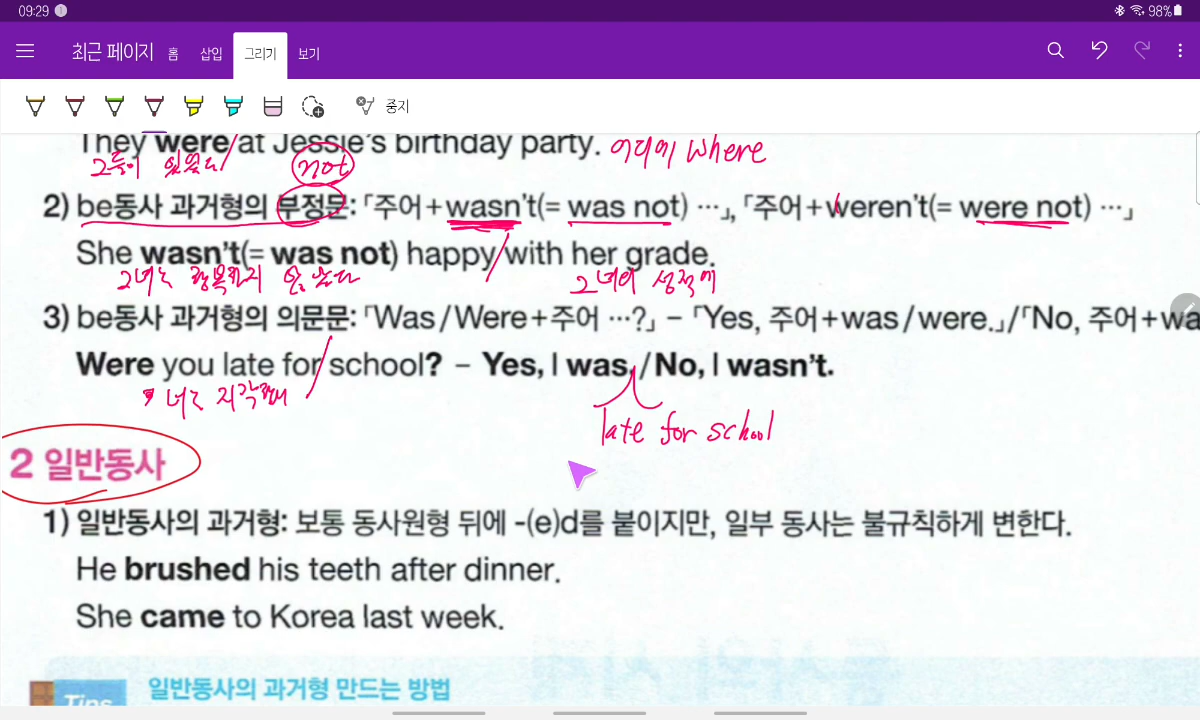 09:29 98%
최근 페이지 홈 삽입 그리기 보기
중지
They were at Jessie's birthday party. 어디에 where
그들이 있었다
not
2) be동사 과거형의 부정문: 「주어+wasn't(= was not) …」, 「주어+weren't(= were not) …」
She wasn't(= was not) happy with her grade.
그녀는 행복하지 않았다 그녀의 성적에
3) be동사 과거형의 의문문: 「Was/Were+주어 …?」 – 「Yes, 주어+was/were.」/「No, 주어+wa
Were you late for school? – Yes, I was. / No, I wasn't.
너는 지각했니
late for school
2 일반동사
1) 일반동사의 과거형: 보통 동사원형 뒤에 -(e)d를 붙이지만, 일부 동사는 불규칙하게 변한다.
He brushed his teeth after dinner.
She came to Korea last week.
Tips 일반동사의 과거형 만드는 방법